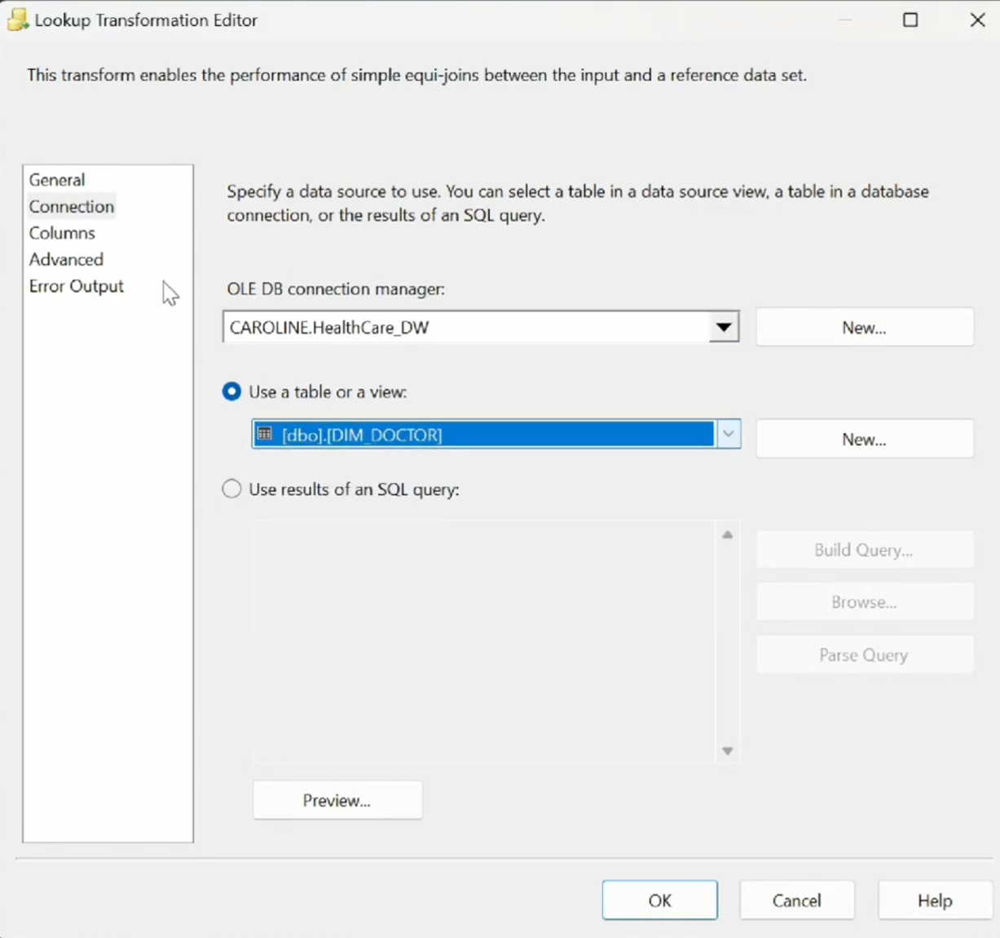 Lookup Transformation Editor
This transform enables the performance of simple equi-joins between the input and a reference data set.
General
Connection
Columns
Advanced
Error Output
Specify a data source to use. You can select a table in a data source view, a table in a database
connection, or the results of an SQL query.
OLE DB connection manager:
CAROLINE.HealthCare_DW
New...
Use a table or a view:
[dbo].[DIM_DOCTOR]
New...
Use results of an SQL query:
Build Query...
Browse...
Parse Query
Preview...
OK
Cancel
Help